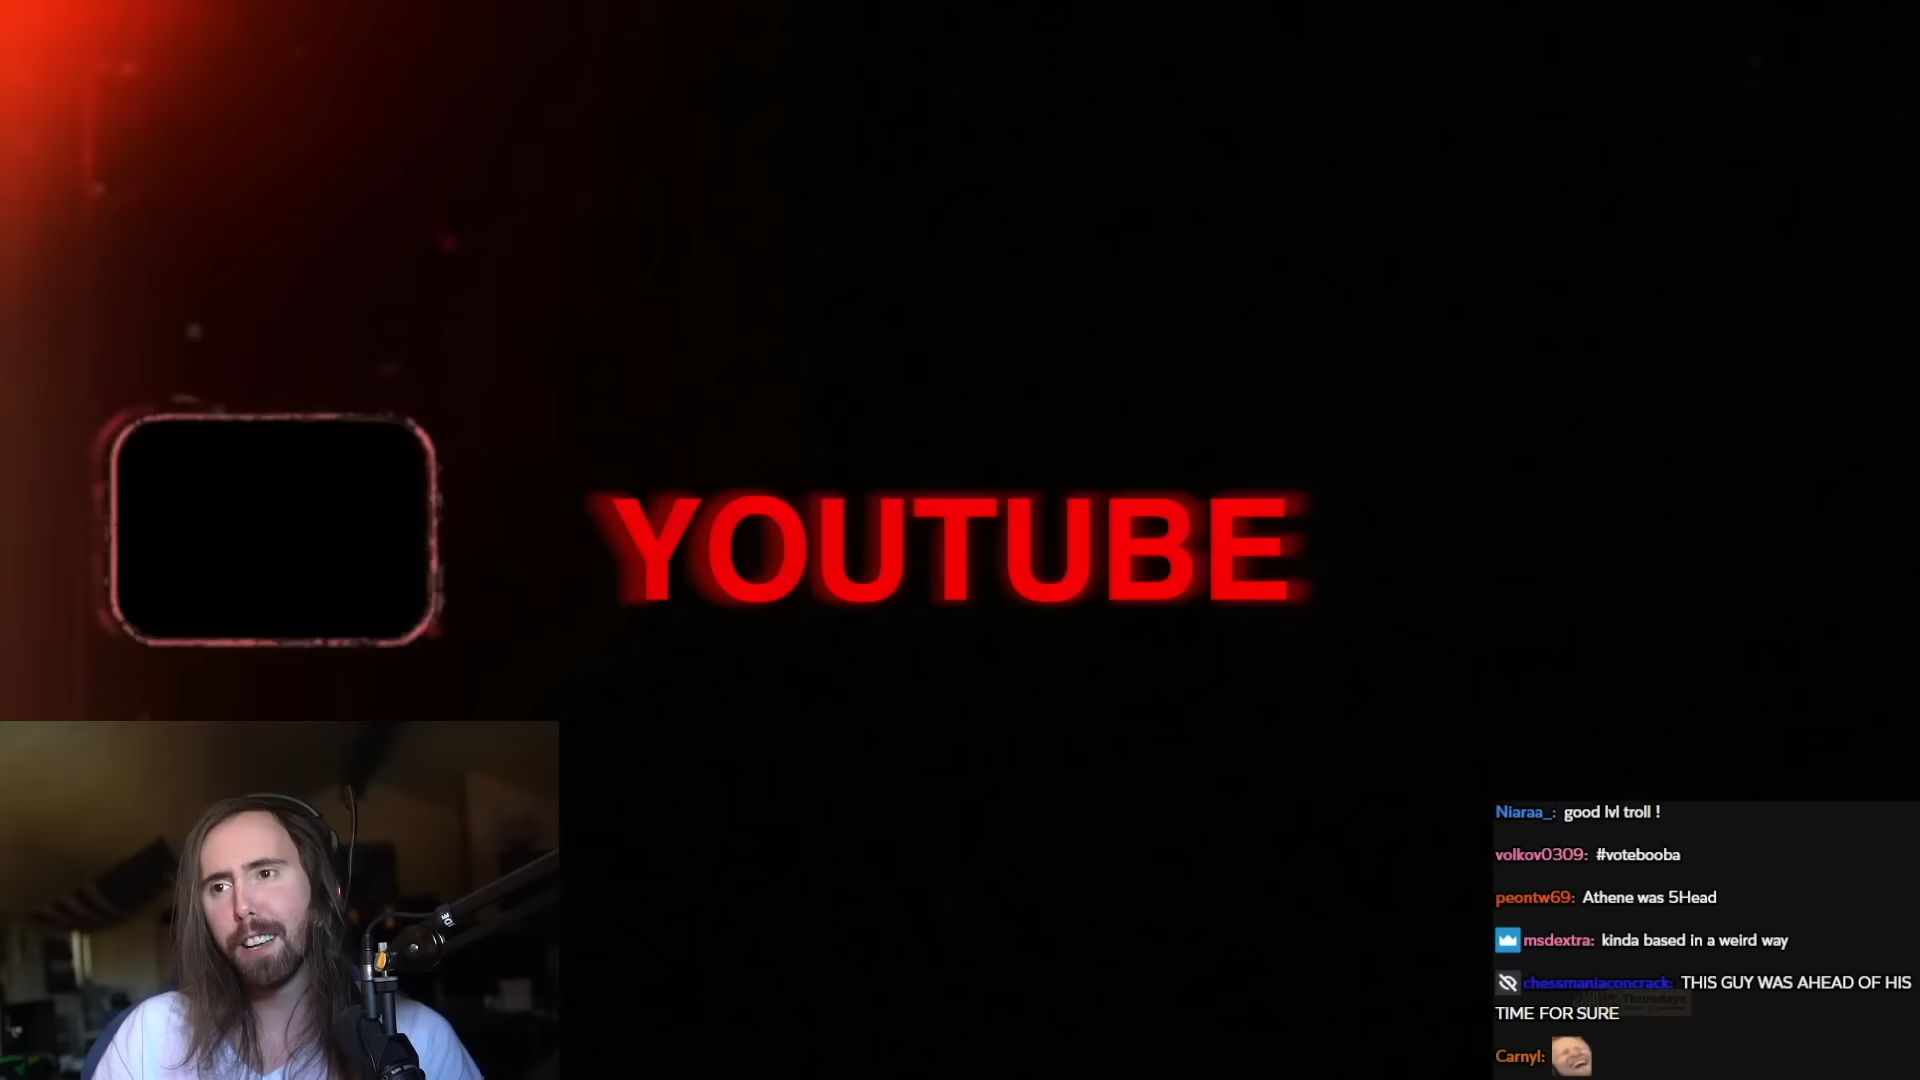 YOUTUBE
Niaraa_: good lvl troll !
volkov0309: #votebooba
peontw69: Athene was 5Head
msdextra: kinda based in a weird way
chessmaniaconcrack: THIS GUY WAS AHEAD OF HIS
Thursdays
TIME FOR SURE
Carnyl: